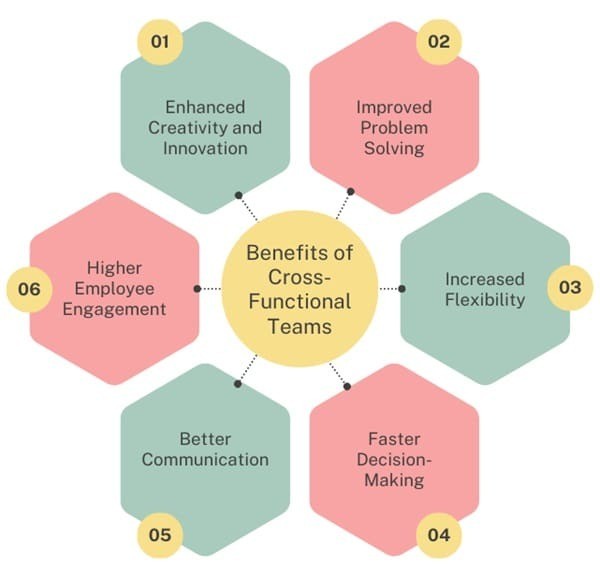 01
Enhanced
Creativity and
Innovation
02
Improved
Problem
Solving
Benefits of
Cross-
Functional
Teams
03
Increased
Flexibility
04
Faster
Decision-
Making
05
Better
Communication
06
Higher
Employee
Engagement